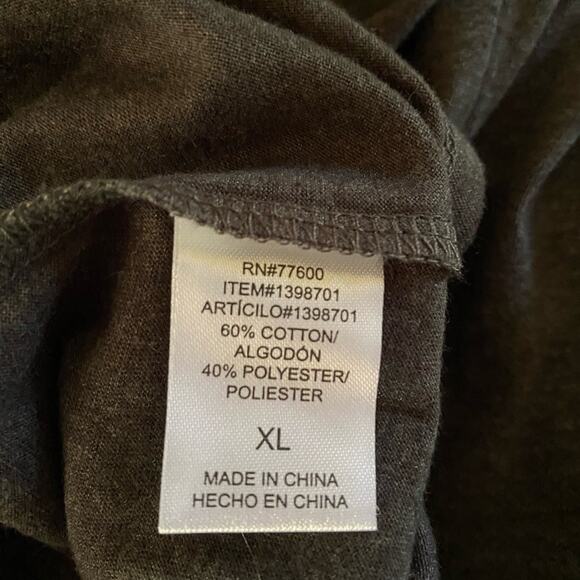 RN#77600
ITEM#1398701
ARTÍCILO#1398701
60% COTTON/
ALGODÓN
40% POLYESTER/
POLIESTER
XL
MADE IN CHINA
HECHO EN CHINA